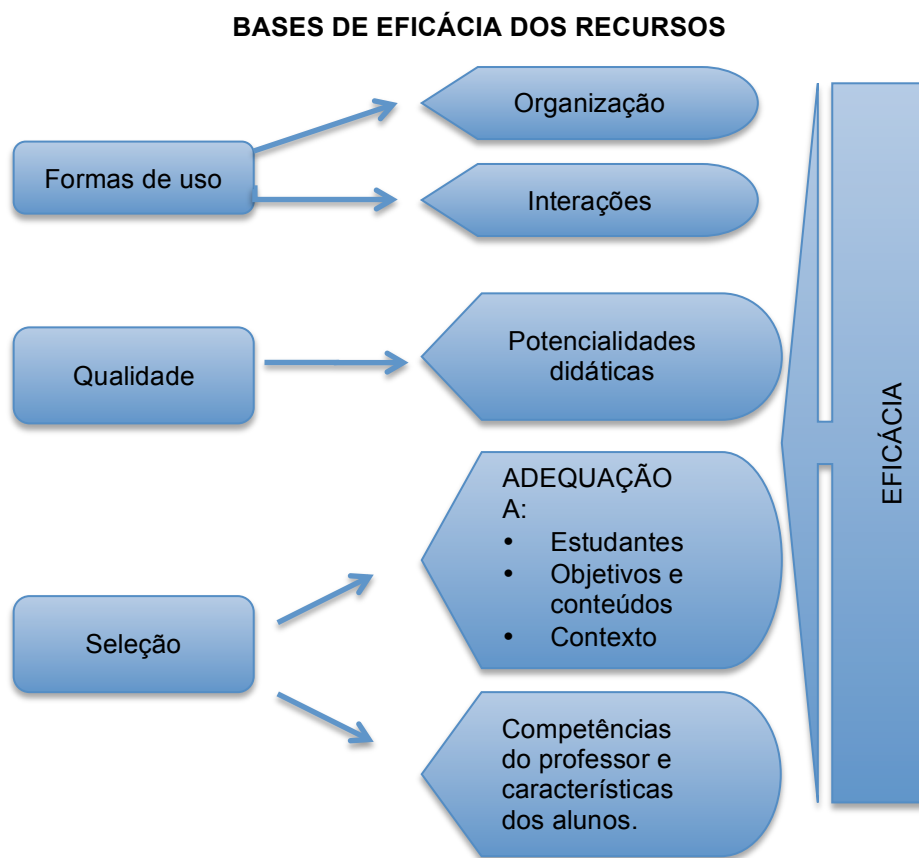 BASES DE EFICÁCIA DOS RECURSOS
Formas de uso
Organização
Interações
Qualidade
Potencialidades
didáticas
Seleção
ADEQUAÇÃO
A:
• Estudantes
• Objetivos e
conteúdos
• Contexto
Competências
do professor e
características
dos alunos.
EFICÁCIA